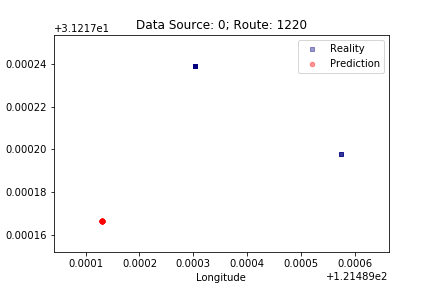 Data Source: 0; Route: 1220
+3.1217e1
Reality
Prediction
0.00024
0.00022
0.00020
0.00018
0.00016
0.0001 0.0002 0.0003 0.0004 0.0005 0.0006
Longitude
+1.21489e2